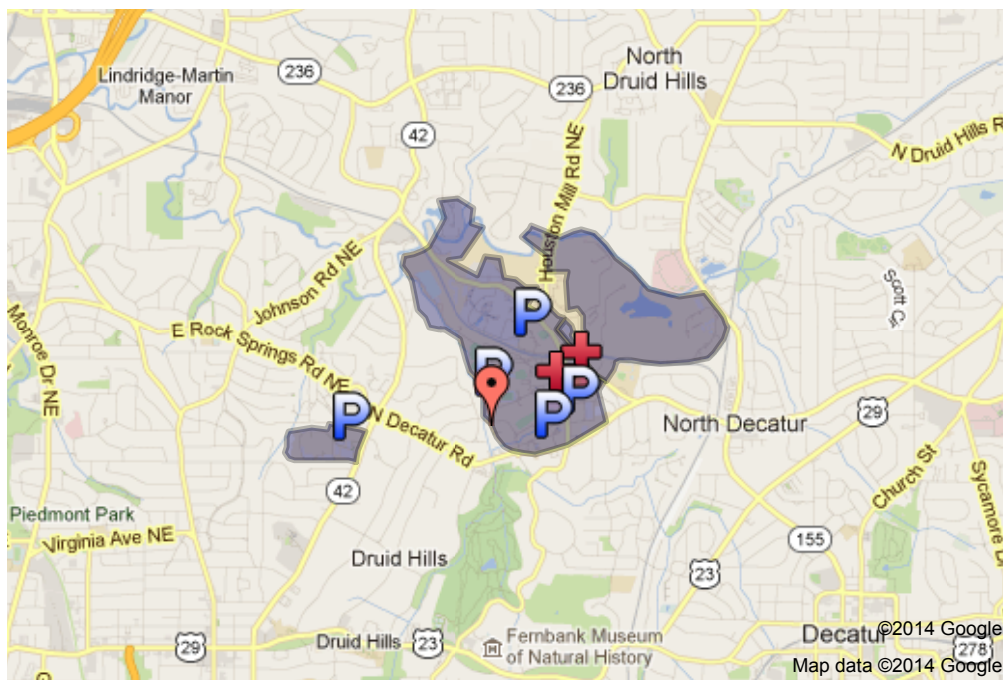 North
Druid Hills
236
Lindridge-Martin
Manor
236
42
N Druid Hills R
Houston Mill Rd NE
Johnson Rd NE
Scott Cir
Monroe Dr NE
E Rock Springs Rd NE
P
P
P
P
P
N Decatur Rd
North Decatur
29
Church St
Sycamore Dr
42
Piedmont Park
Virginia Ave NE
155
Druid Hills
23
29
Druid Hills
23
Fernbank Museum
of Natural History
Decatur
©2014 Google
278
Map data ©2014 Google